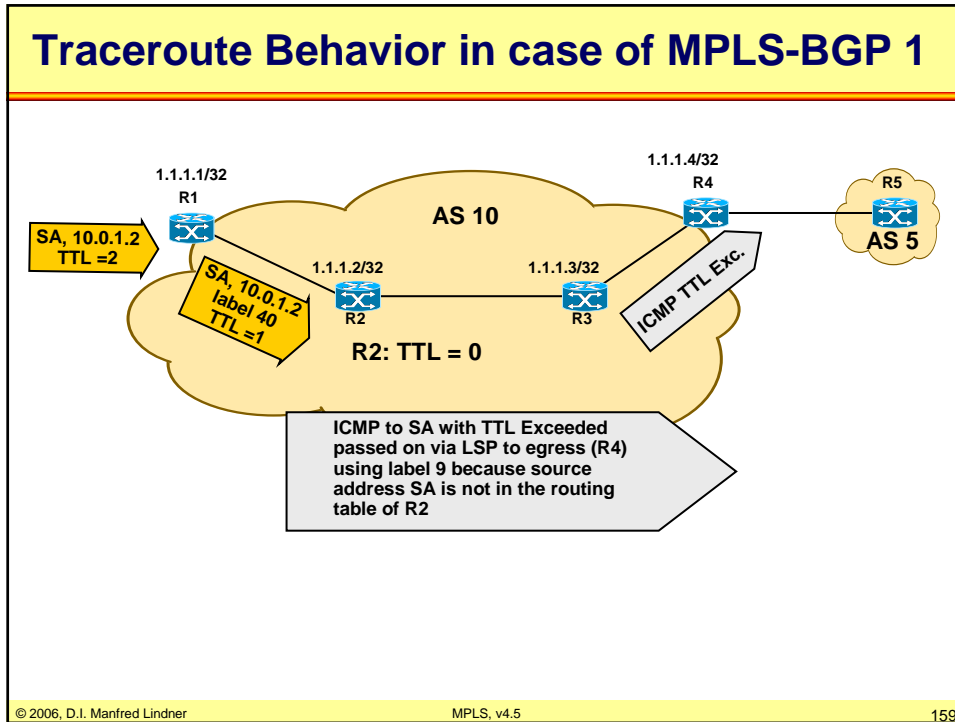 Traceroute Behavior in case of MPLS-BGP 1
1.1.1.1/32
R1
1.1.1.4/32
R4
R5
AS 10
AS 5
SA, 10.0.1.2
TTL =2
SA, 10.0.1.2
label 40
TTL =1
1.1.1.2/32
R2
1.1.1.3/32
R3
ICMP TTL Exc.
R2: TTL = 0
ICMP to SA with TTL Exceeded
passed on via LSP to egress (R4)
using label 9 because source
address SA is not in the routing
table of R2
© 2006, D.I. Manfred Lindner
MPLS, v4.5
159